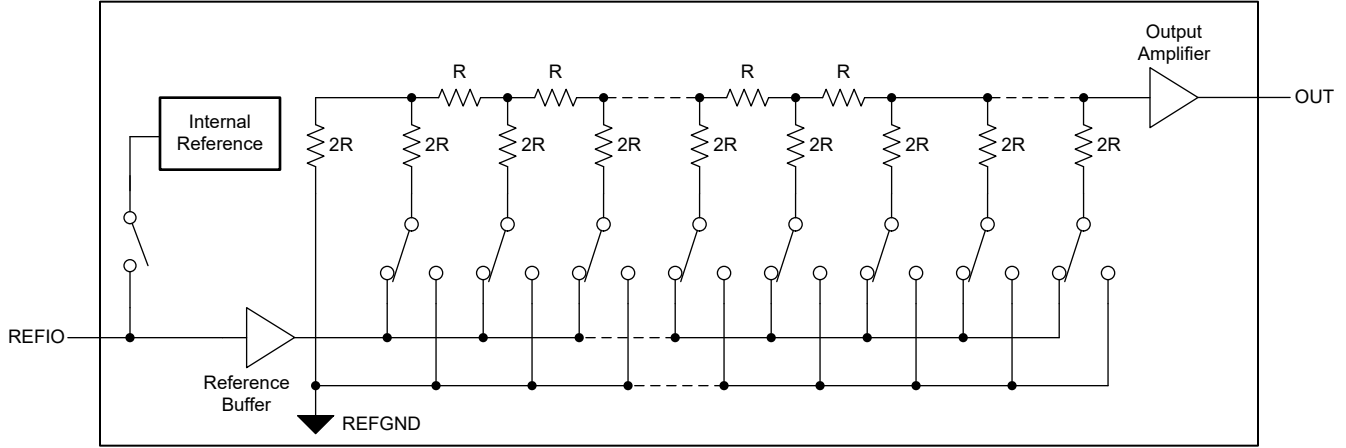 Output
Amplifier
R
R
R
R
OUT
Internal
Reference
2R
2R
2R
2R
2R
2R
2R
2R
2R
REFIO
Reference
Buffer
REFGND